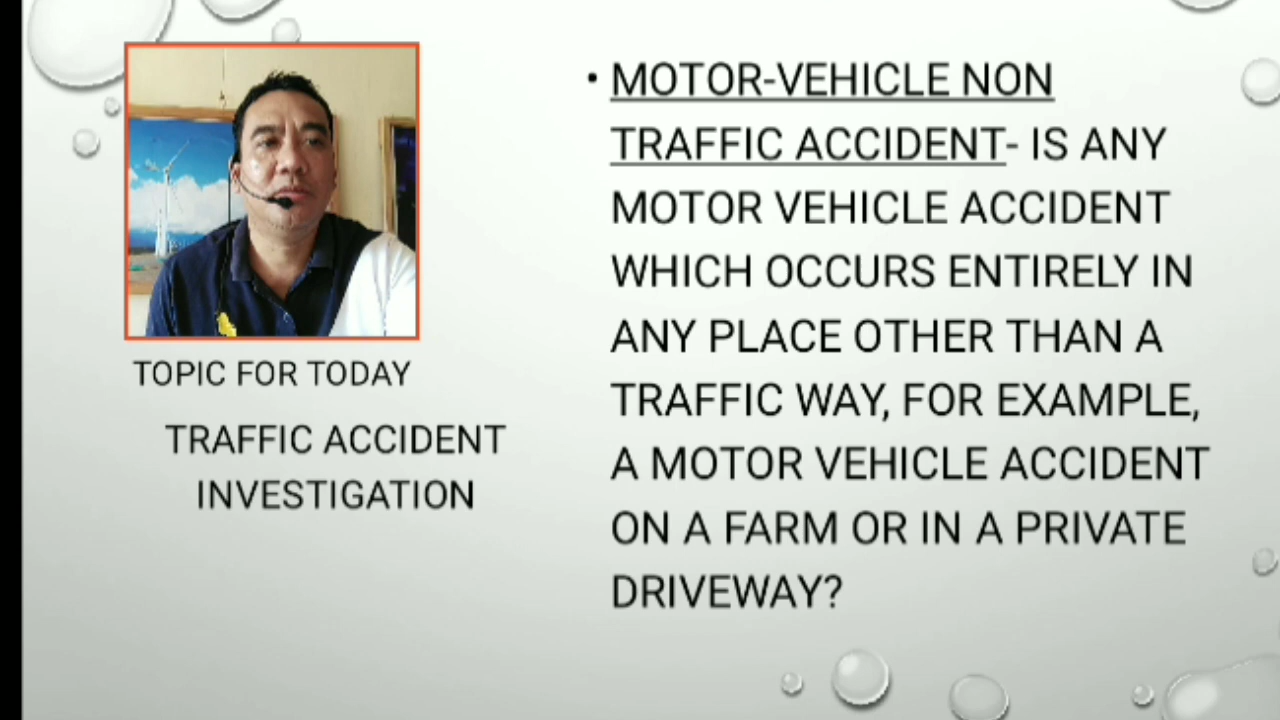 TOPIC FOR TODAY
TRAFFIC ACCIDENT
INVESTIGATION
• MOTOR-VEHICLE NON
TRAFFIC ACCIDENT- IS ANY
MOTOR VEHICLE ACCIDENT
WHICH OCCURS ENTIRELY IN
ANY PLACE OTHER THAN A
TRAFFIC WAY, FOR EXAMPLE,
A MOTOR VEHICLE ACCIDENT
ON A FARM OR IN A PRIVATE
DRIVEWAY?